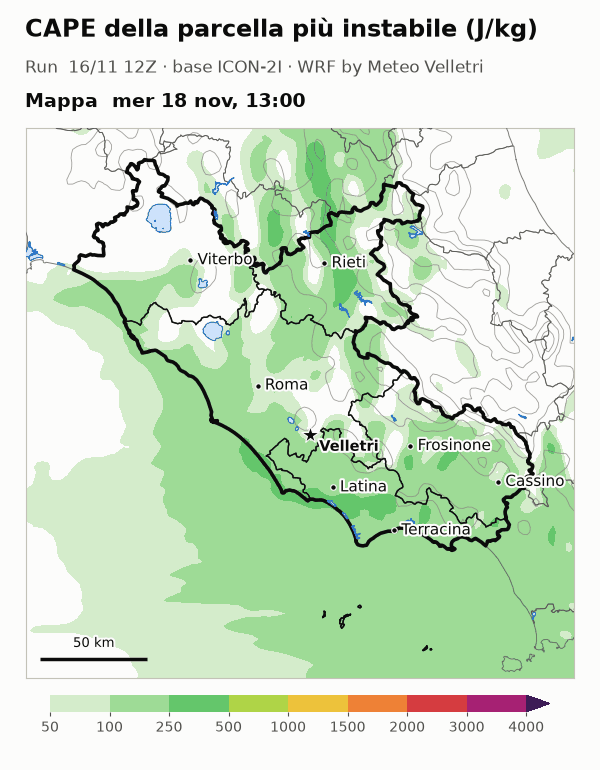 CAPE della parcella più instabile (J/kg)
Run  16/11 12Z · base ICON-2I · WRF by Meteo Velletri
Mappa  mer 18 nov, 13:00
Viterbo
Rieti
Roma
Velletri
Frosinone
Cassino
Latina
Terracina
50 km
50 100 250 500 1000 1500 2000 3000 4000